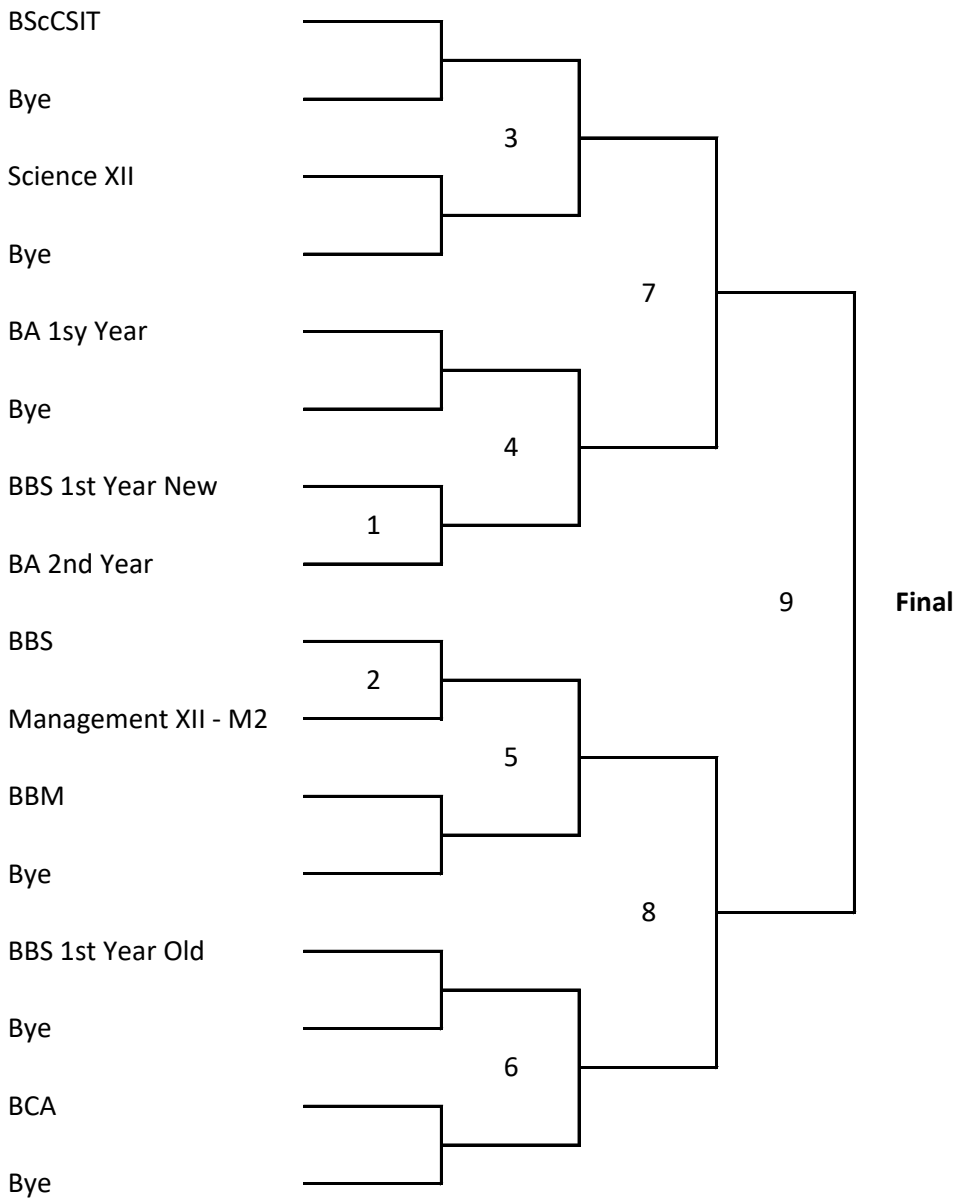 BScCSIT
Bye
3
Science XII
Bye
7
BA 1sy Year
Bye
4
BBS 1st Year New
1
BA 2nd Year
9
Final
BBS
2
Management XII - M2
5
BBM
Bye
8
BBS 1st Year Old
Bye
6
BCA
Bye